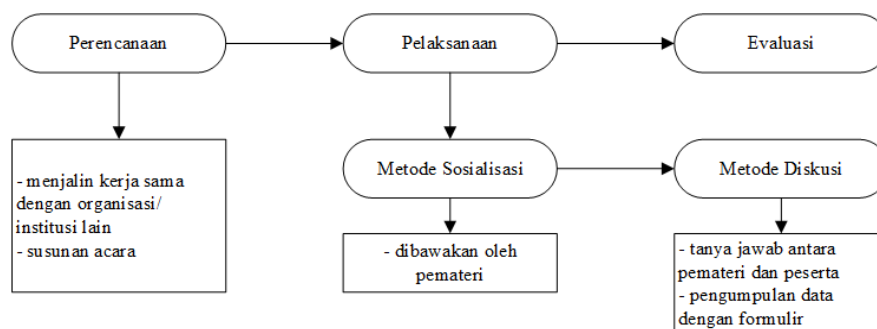 Perencanaan
Pelaksanaan
Evaluasi
- menjalin kerja sama
dengan organisasi/
institusi lain
- susunan acara
Metode Sosialisasi
Metode Diskusi
- dibawakan oleh
pemateri
- tanya jawab antara
pemateri dan peserta
- pengumpulan data
dengan formulir